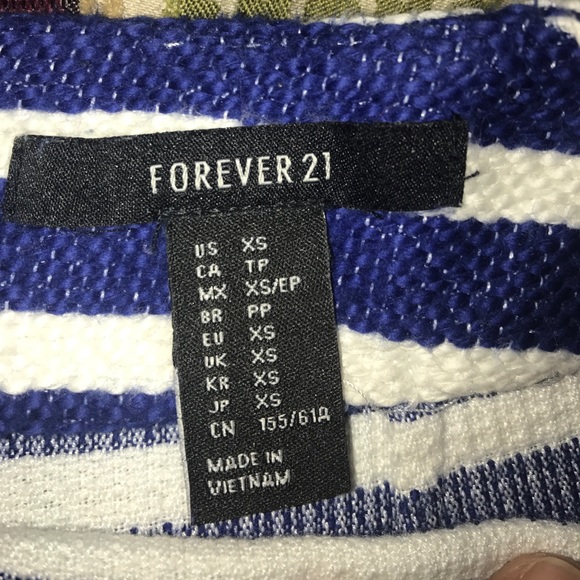 FOREVER 21
US XS
CA TP
MX XS/EP
BR PP
EU XS
UK XS
KR XS
JP XS
CN 155/61A
MADE IN
VIETNAM